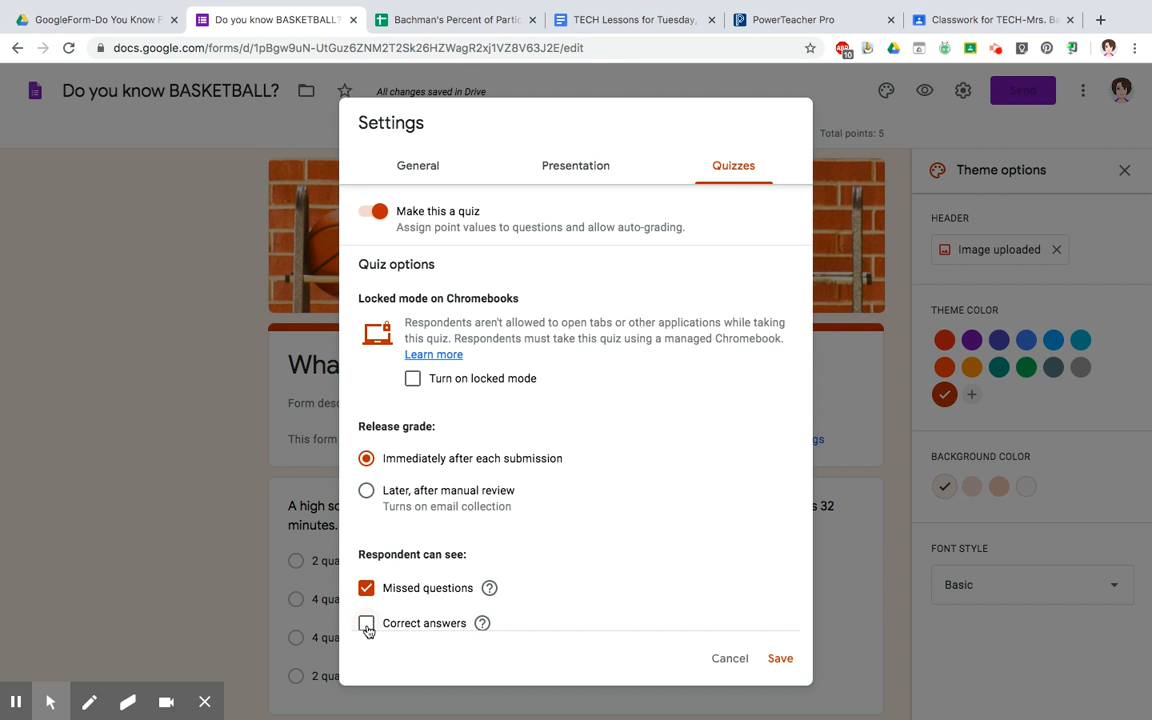 GoogleForm-Do You Know F
Do you know BASKETBALL?
Bachman's Percent of Partic
TECH Lessons for Tuesday,
PowerTeacher Pro
Classwork for TECH-Mrs. Ba
docs.google.com/forms/d/1pBgw9uN-UtGuz6ZNM2T2Sk26HZWagR2xj1VZ8V63J2E/edit
10
Do you know BASKETBALL?
All changes saved in Drive
Send
Total points: 5
Settings
General
Presentation
Quizzes
Make this a quiz
Assign point values to questions and allow auto-grading.
Quiz options
Locked mode on Chromebooks
Respondents aren't allowed to open tabs or other applications while taking
this quiz. Respondents must take this quiz using a managed Chromebook.
Learn more
Turn on locked mode
Release grade:
Immediately after each submission
Later, after manual review
Turns on email collection
Respondent can see:
Missed questions
Correct answers
Cancel
Save
Wha
Form desc
This form
gs
A high sc
s 32
minutes.
2 qua
4 qua
4 qua
2 qua
Theme options
HEADER
Image uploaded
THEME COLOR
BACKGROUND COLOR
FONT STYLE
Basic